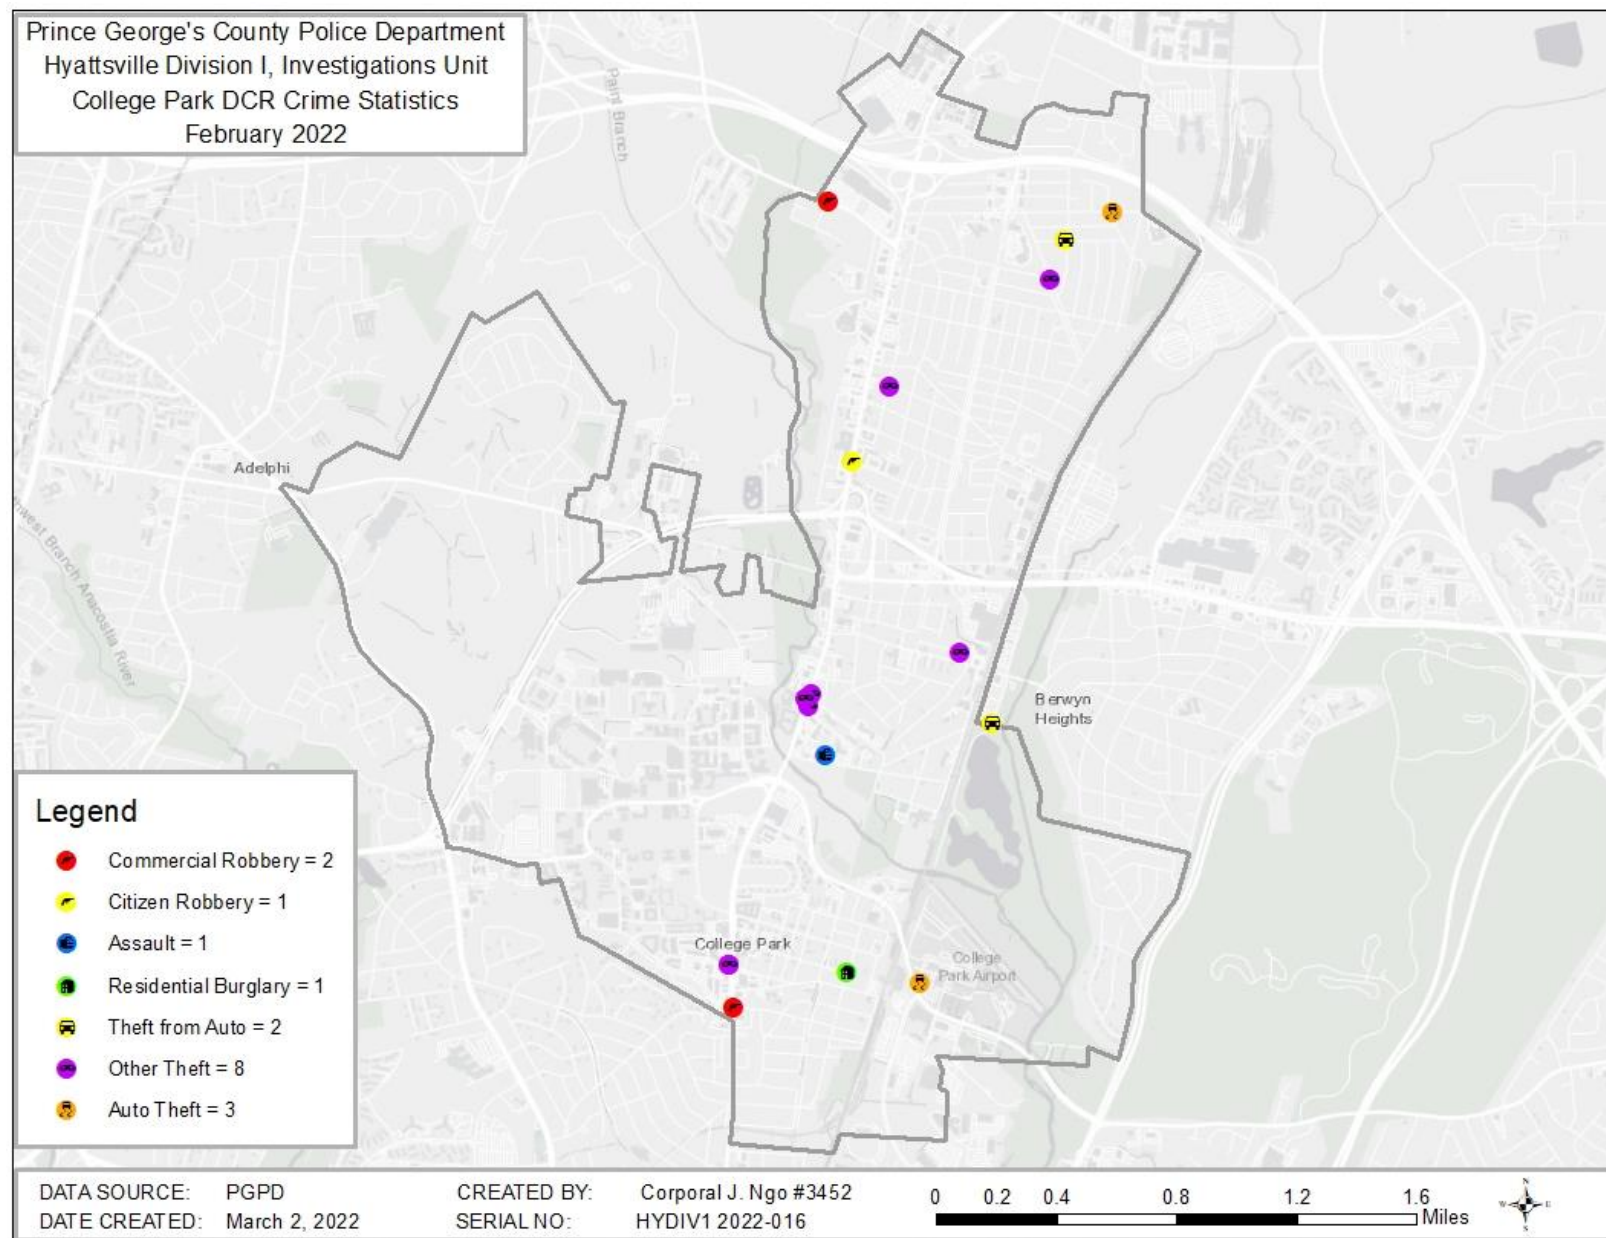 Prince George's County Police Department
Hyattsville Division I, Investigations Unit
College Park DCR Crime Statistics
February 2022
Paint Branch
Adelphi
Northwest Branch Anacostia River
Berwyn
Heights
College Park
College
Park Airport
Legend
Commercial Robbery = 2
Citizen Robbery = 1
Assault = 1
Residential Burglary = 1
Theft from Auto = 2
Other Theft = 8
Auto Theft = 3
DATA SOURCE: PGPD CREATED BY: Corporal J. Ngo #3452
DATE CREATED: March 2, 2022 SERIAL NO: HYDIV1 2022-016
0 0.2 0.4 0.8 1.2 1.6
Miles
N
W E
S